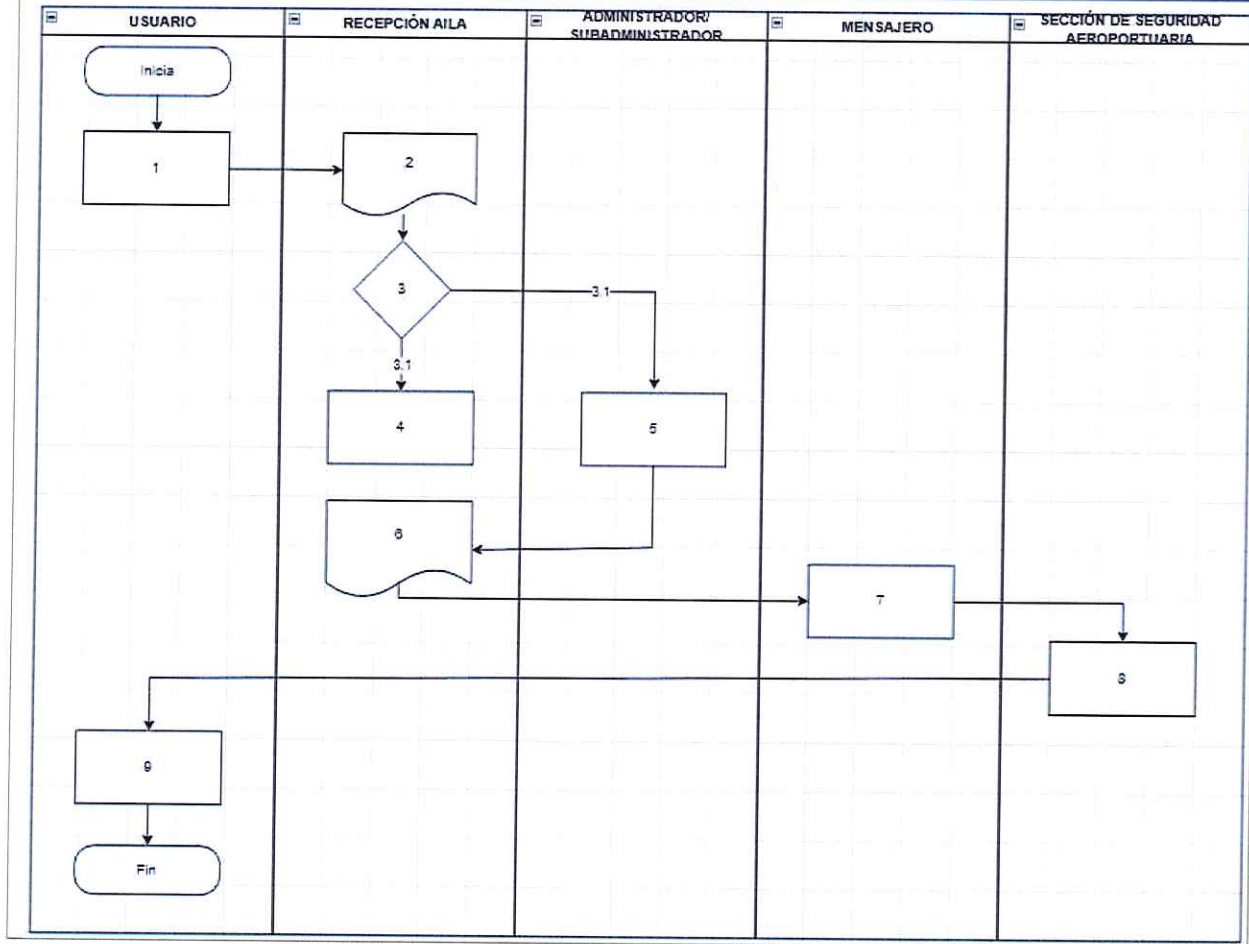 USUARIO
RECEPCIÓN AILA
ADMINISTRADOR/
SUBADMINISTRADOR
MENSAJERO
SECCIÓN DE SEGURIDAD
AEROPORTUARIA
Inicia
1
2
3
3.1
3.1
4
5
6
7
8
9
Fin